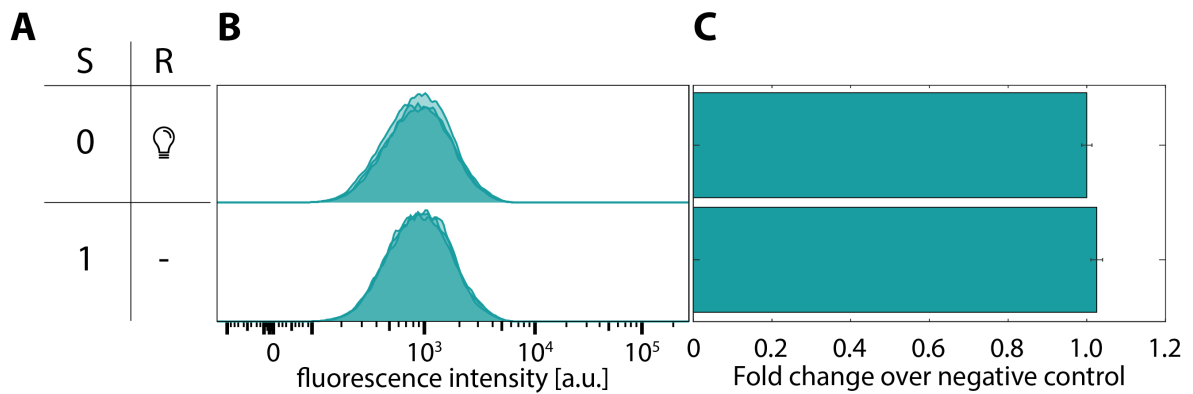 A
B
C
S R
0
1 -
0 10³ 10⁴ 10⁵
fluorescence intensity [a.u.]
0 0.2 0.4 0.6 0.8 1.0 1.2
Fold change over negative control